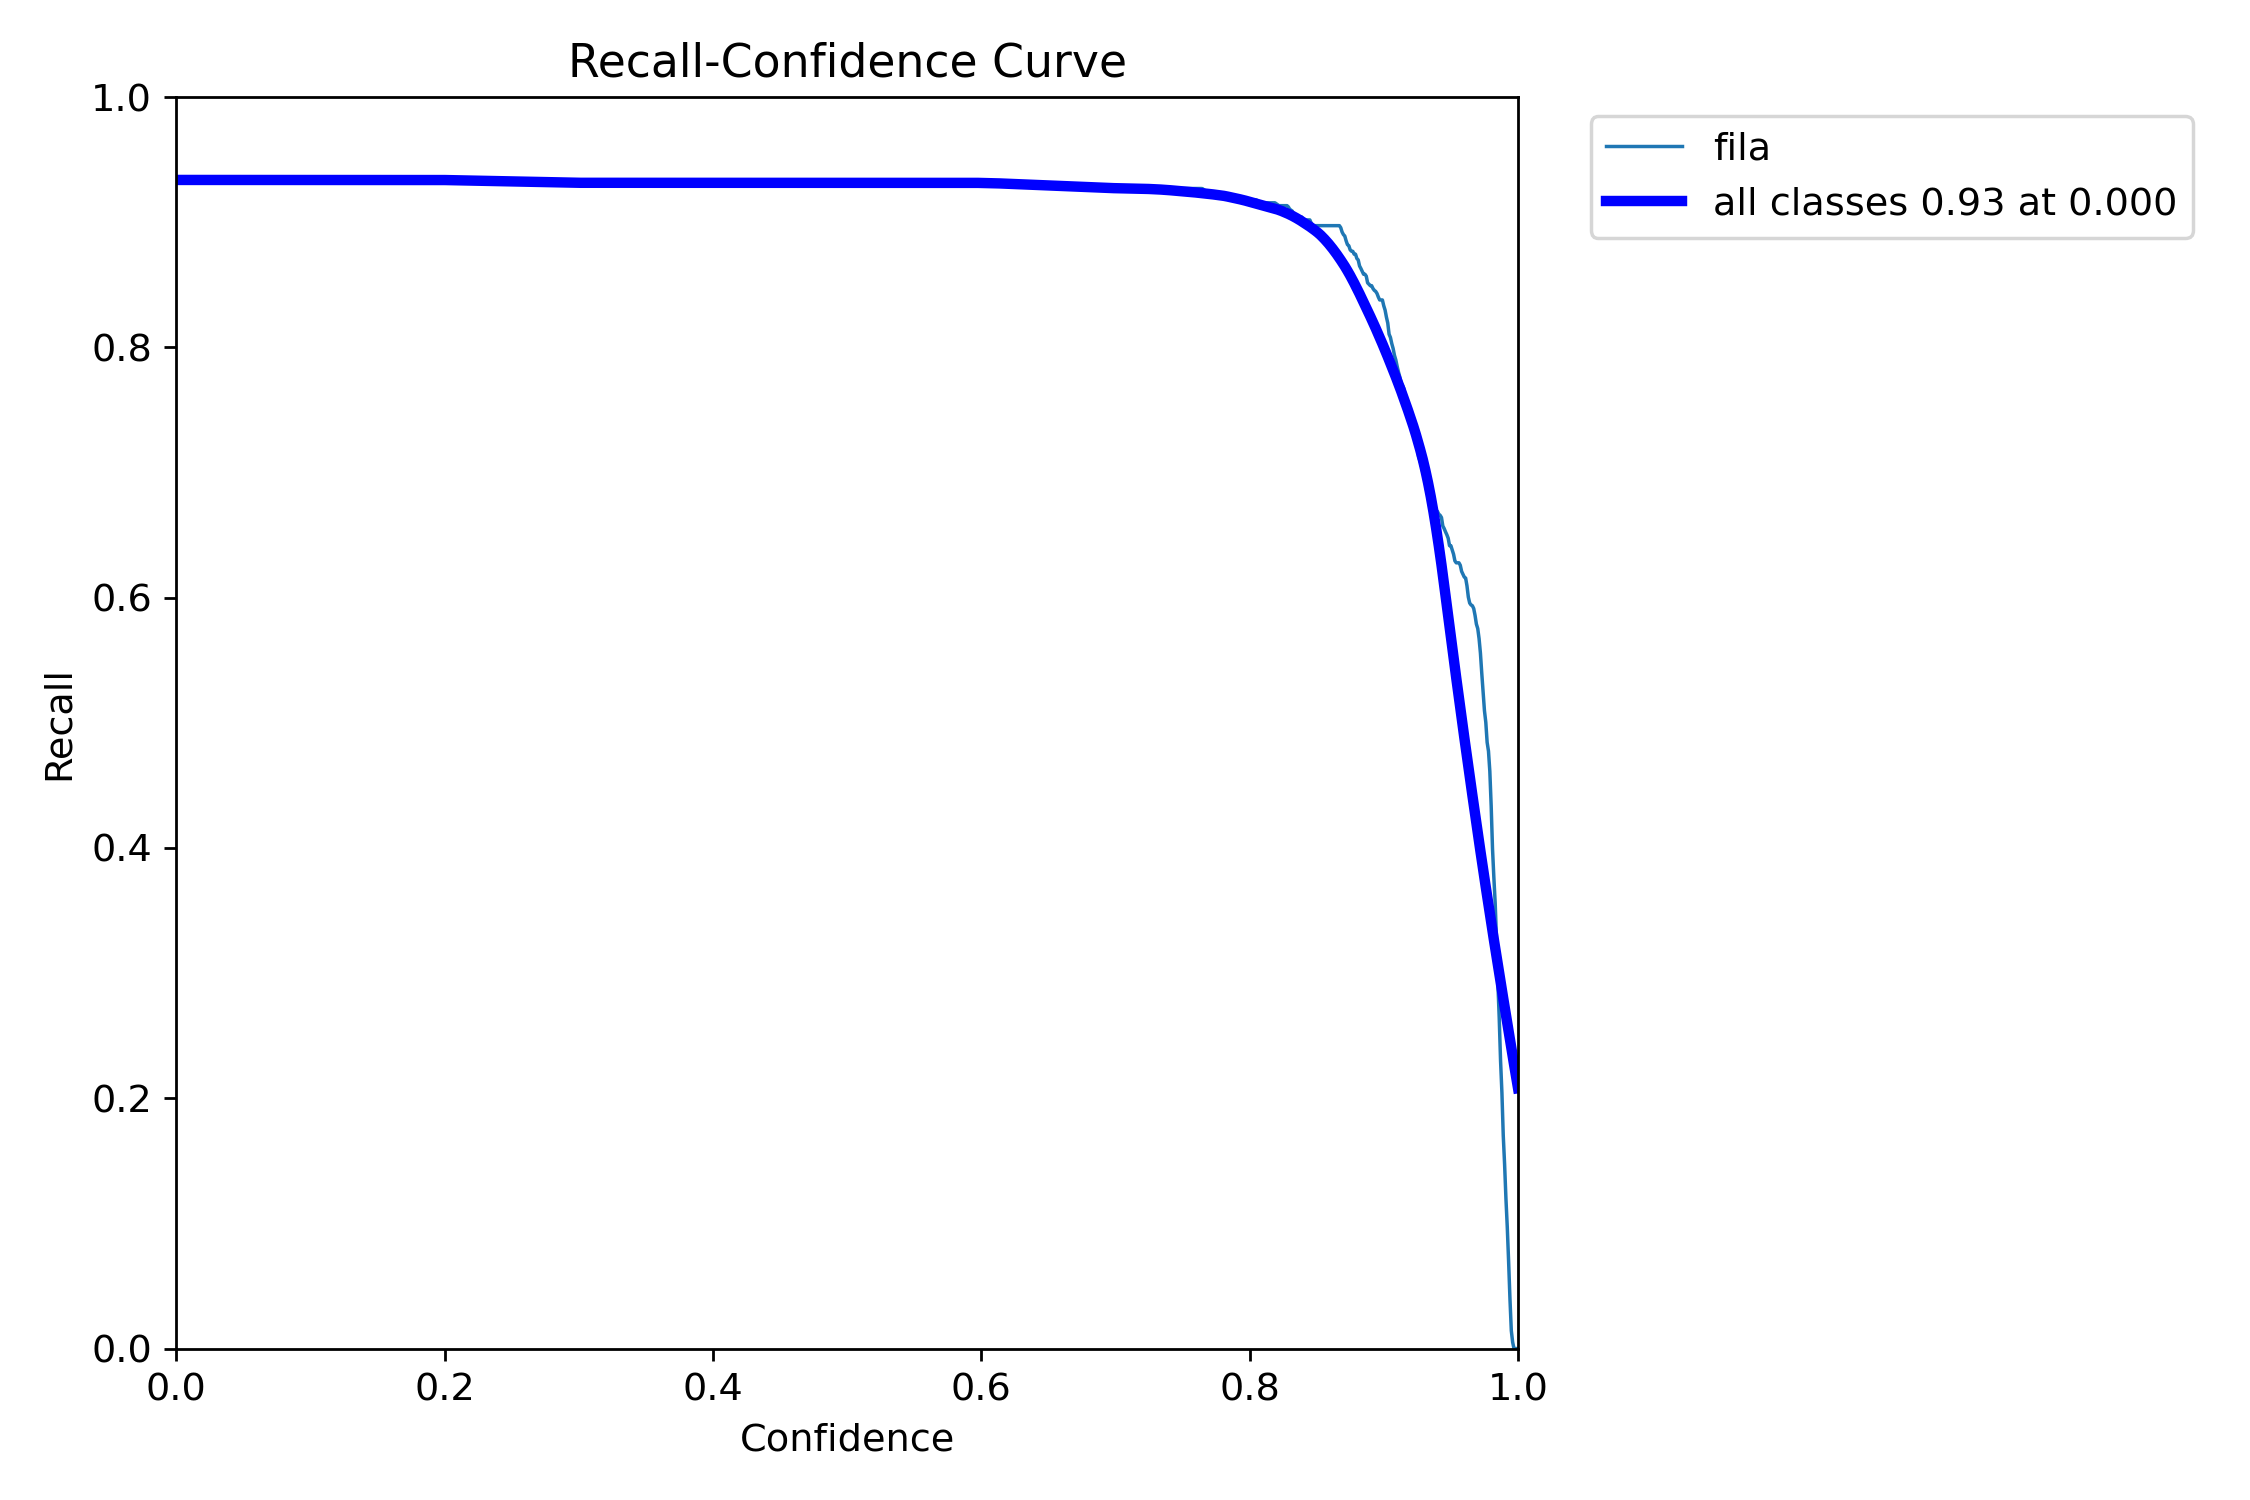 Recall-Confidence Curve
1.0
0.8
0.6
0.4
0.2
0.0
Recall
0.0 0.2 0.4 0.6 0.8 1.0
Confidence
fila
all classes 0.93 at 0.000